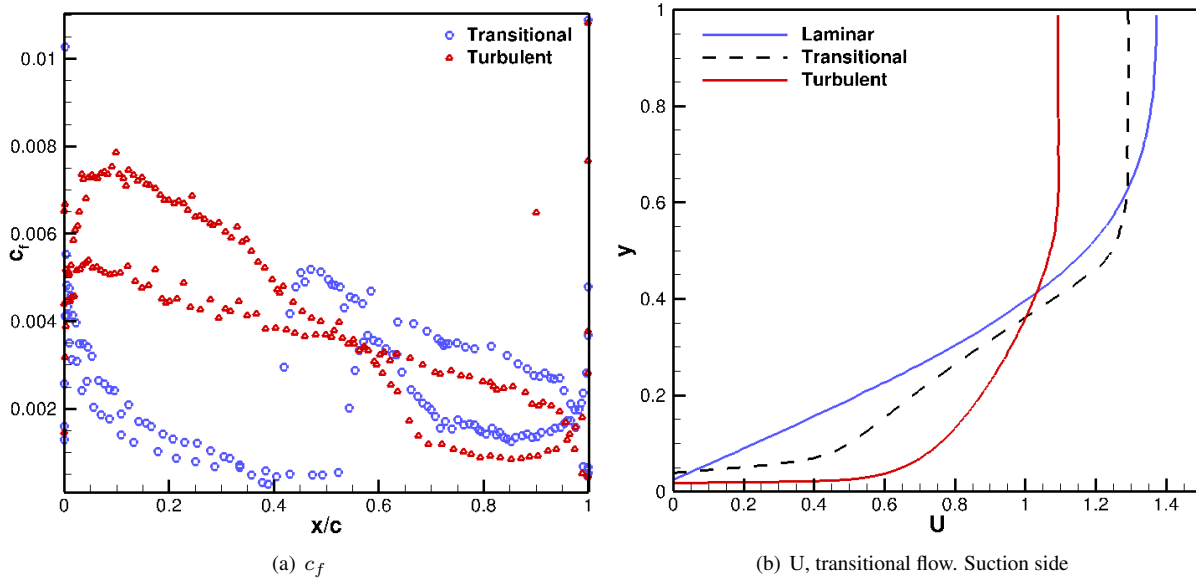 Transitional
Turbulent
0.01
0.008
0.006
0.004
0.002
c_f
0
0.2
0.4
0.6
0.8
1
x/c
(a) c_f
Laminar
Transitional
Turbulent
1
0.8
0.6
0.4
0.2
0
y
0
0.2
0.4
0.6
0.8
1
1.2
1.4
U
(b) U, transitional flow. Suction side